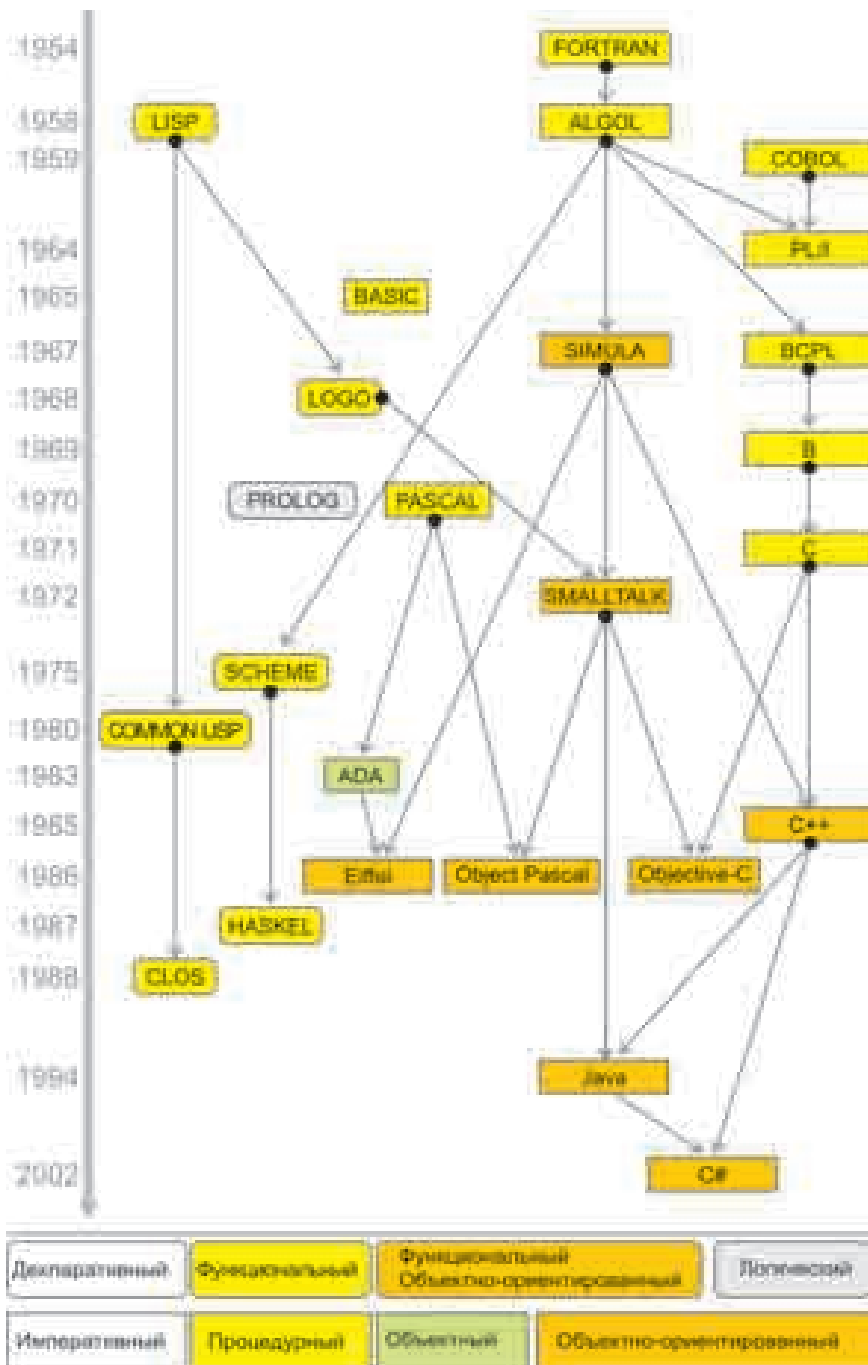 1954
FORTRAN
1958
LISP
ALGOL
1959
COBOL
1964
PL/I
1965
BASIC
1967
SIMULA
BCPL
1968
LOGO
1969
B
1970
PROLOG
PASCAL
1971
C
1972
SMALLTALK
1975
SCHEME
1980
COMMON LISP
1983
ADA
1985
C++
1986
Eiffel
Object Pascal
Objective-C
1987
HASKEL
1988
CLOS
1994
Java
2002
C#
Декларативный
Функциональный
Функциональный
Объектно-ориентированный
Логический
Императивный
Процедурный
Объектный
Объектно-ориентированный